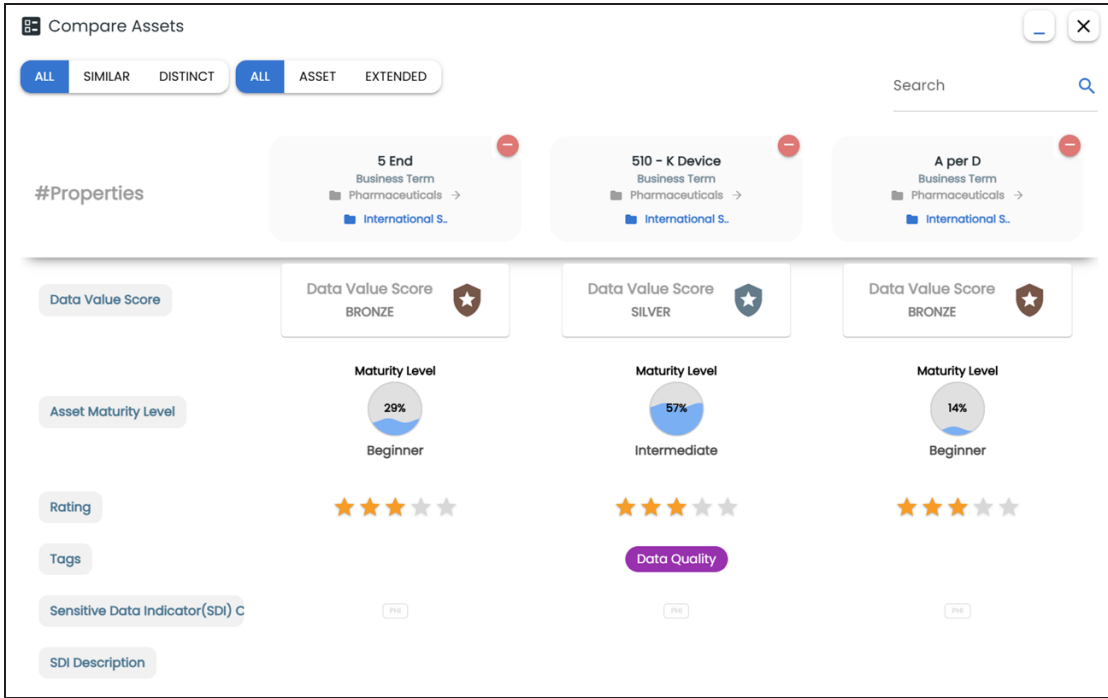 Compare Assets
ALL SIMILAR DISTINCT ALL ASSET EXTENDED
Search
#Properties
5 End
Business Term
Pharmaceuticals →
International S..
510 - K Device
Business Term
Pharmaceuticals →
International S..
A per D
Business Term
Pharmaceuticals →
International S..
Data Value Score
Data Value Score
BRONZE
Data Value Score
SILVER
Data Value Score
BRONZE
Asset Maturity Level
Maturity Level
29%
Beginner
Maturity Level
57%
Intermediate
Maturity Level
14%
Beginner
Rating
Tags
Data Quality
Sensitive Data Indicator(SDI) C
PHI PHI PHI
SDI Description